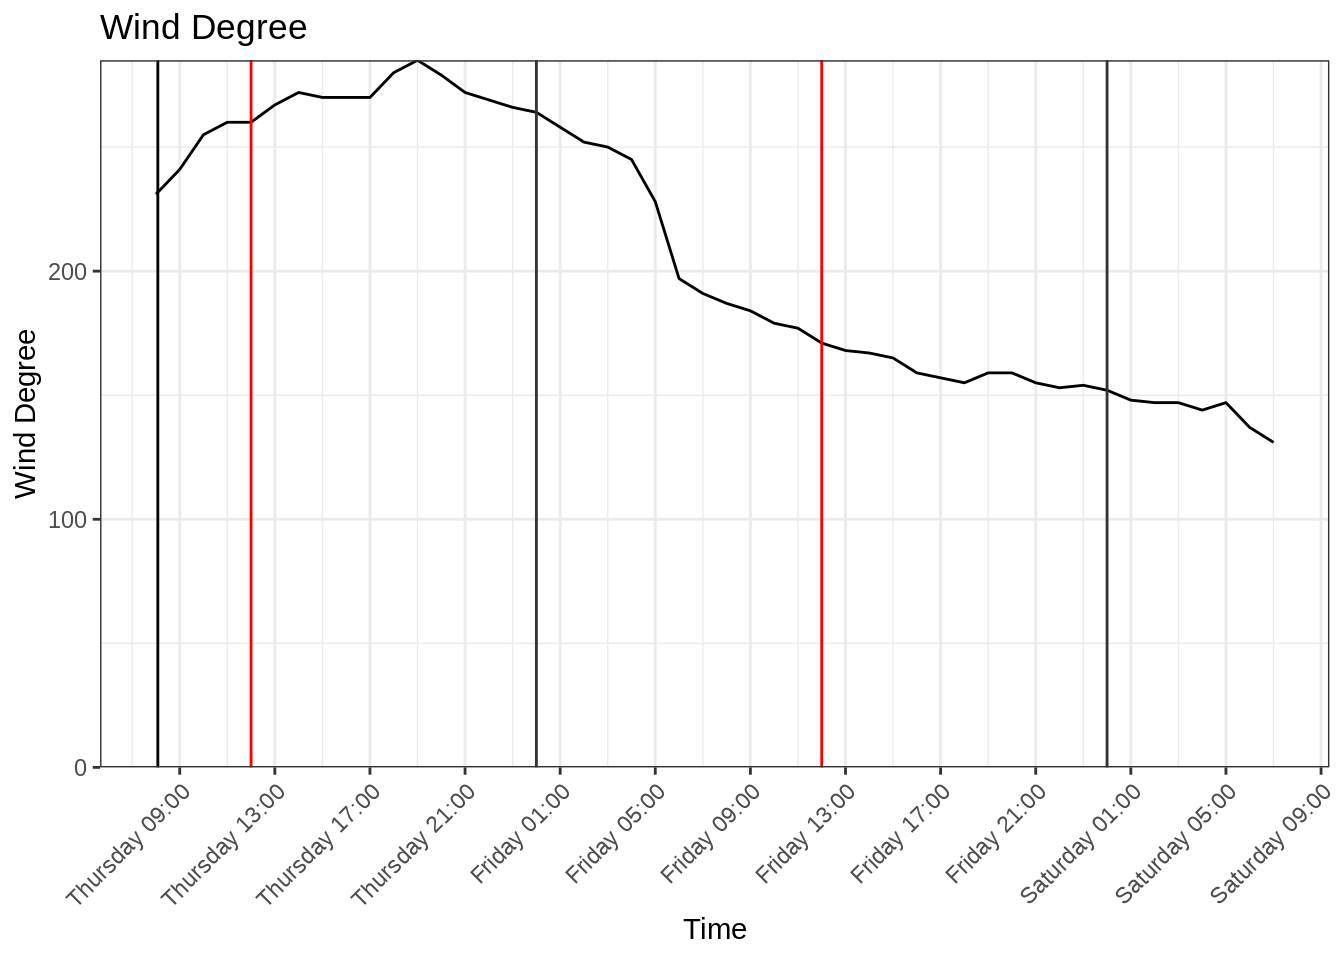 Wind Degree
Wind Degree
200
100
0
Thursday 09:00
Thursday 13:00
Thursday 17:00
Thursday 21:00
Friday 01:00
Friday 05:00
Friday 09:00
Friday 13:00
Friday 17:00
Friday 21:00
Saturday 01:00
Saturday 05:00
Saturday 09:00
Time